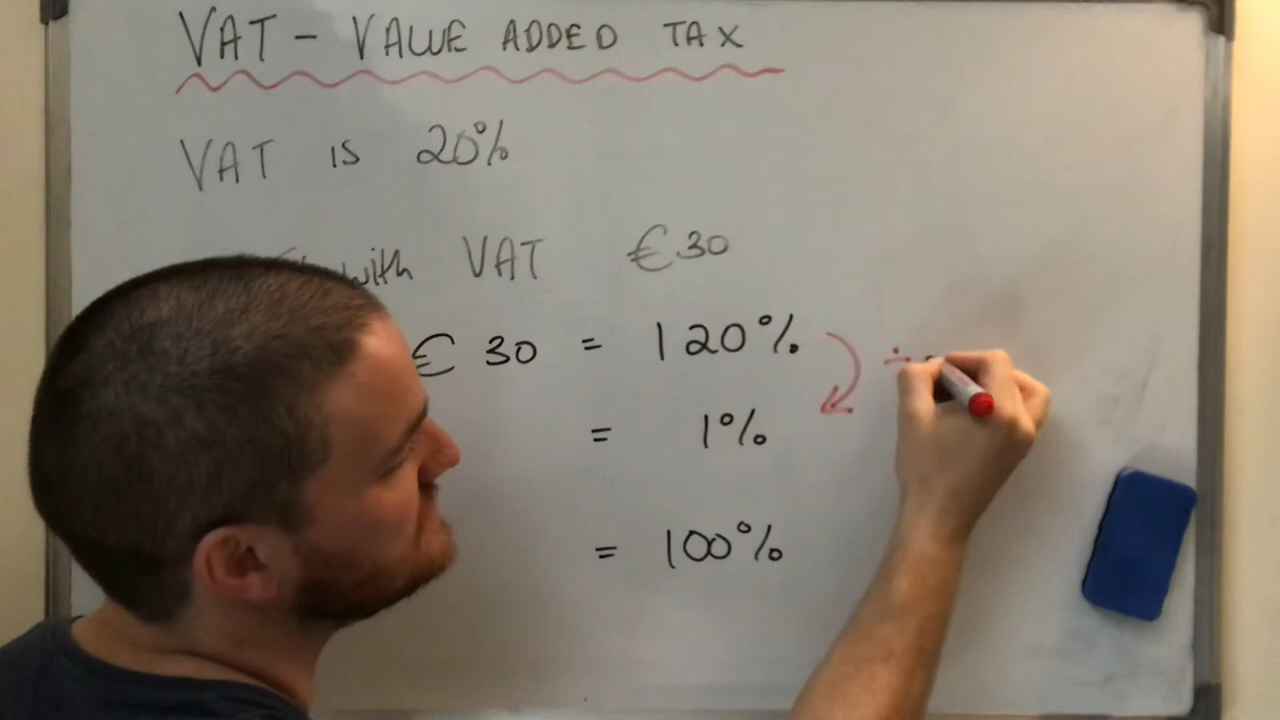 VAT - VALUE ADDED TAX
VAT IS 20%
with VAT €30
€ 30 = 120% ÷
= 1%
= 100%